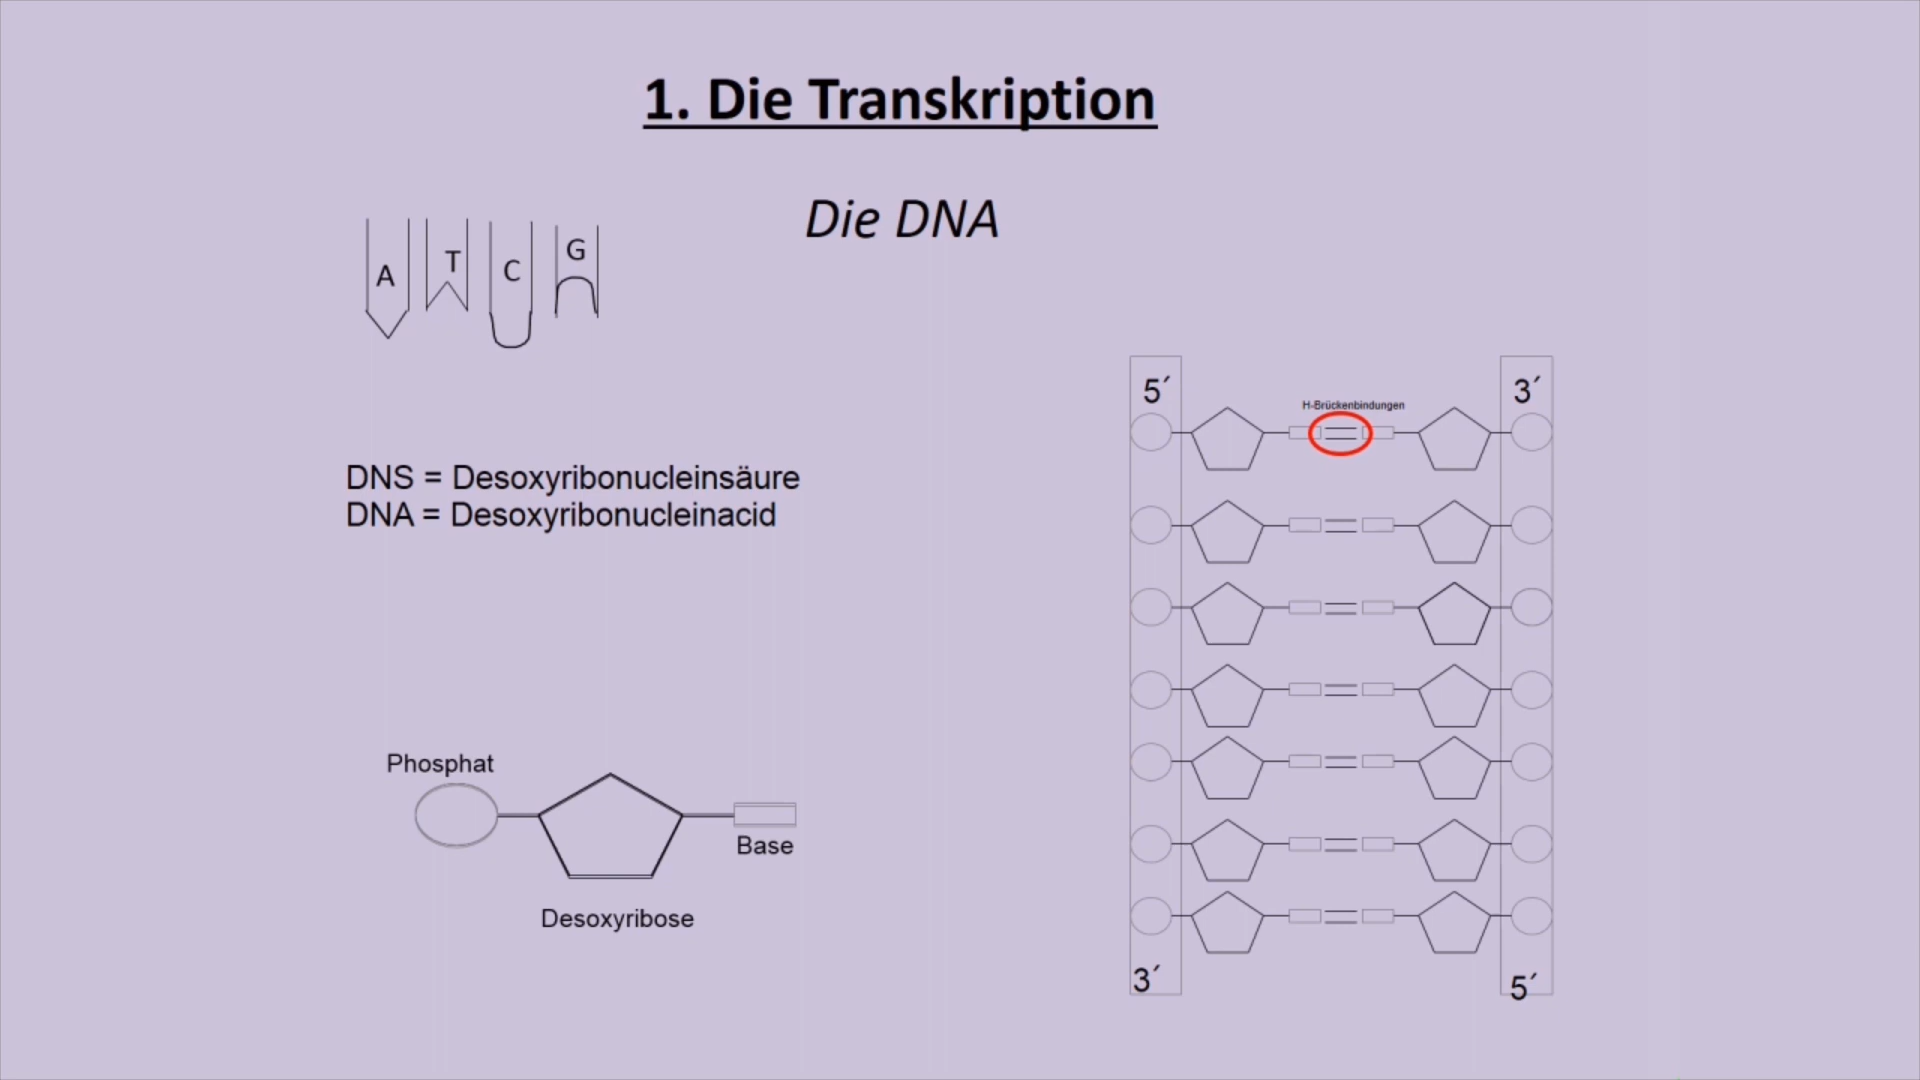 1. Die Transkription
Die DNA
A T C G
5´ 3´
H-Brückenbindungen
DNS = Desoxyribonucleinsäure
DNA = Desoxyribonucleinacid
Phosphat
Base
Desoxyribose
3´ 5´